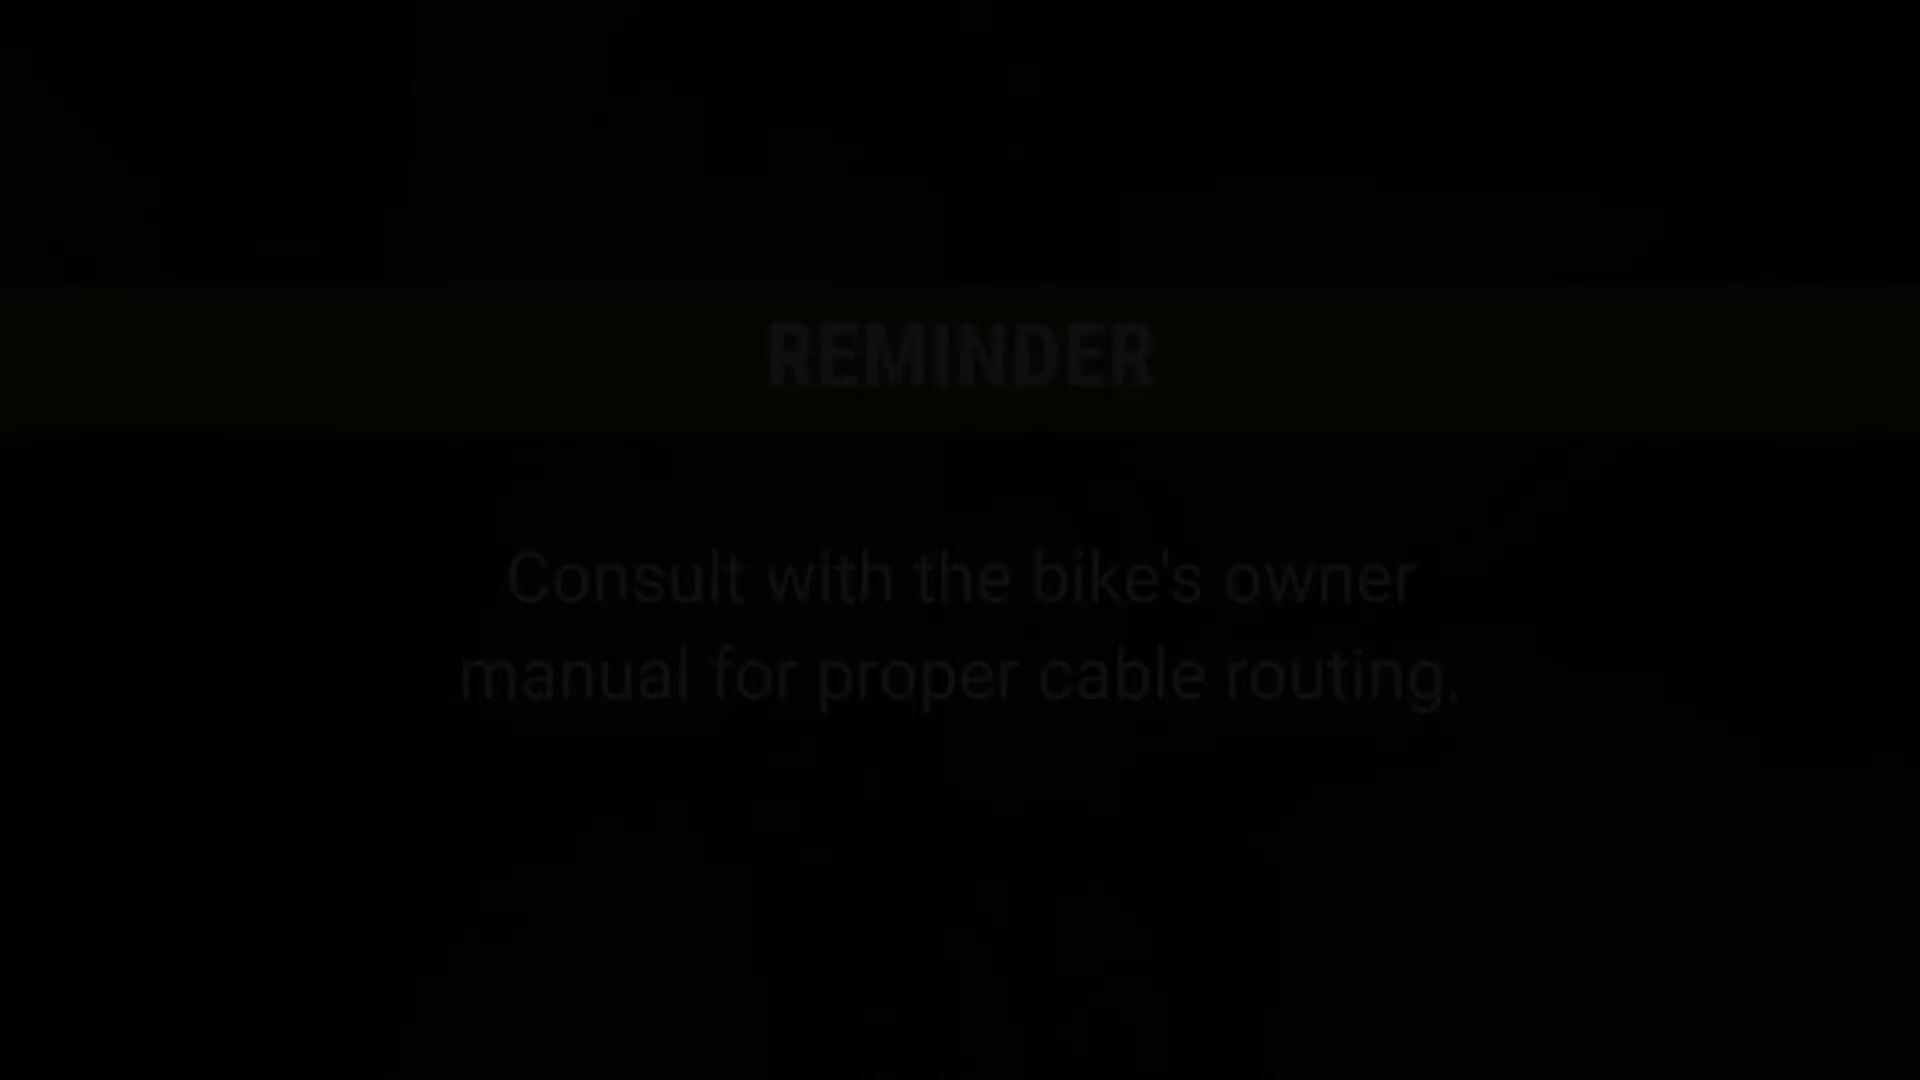 REMINDER
Consult with the bike's owner
manual for proper cable routing.